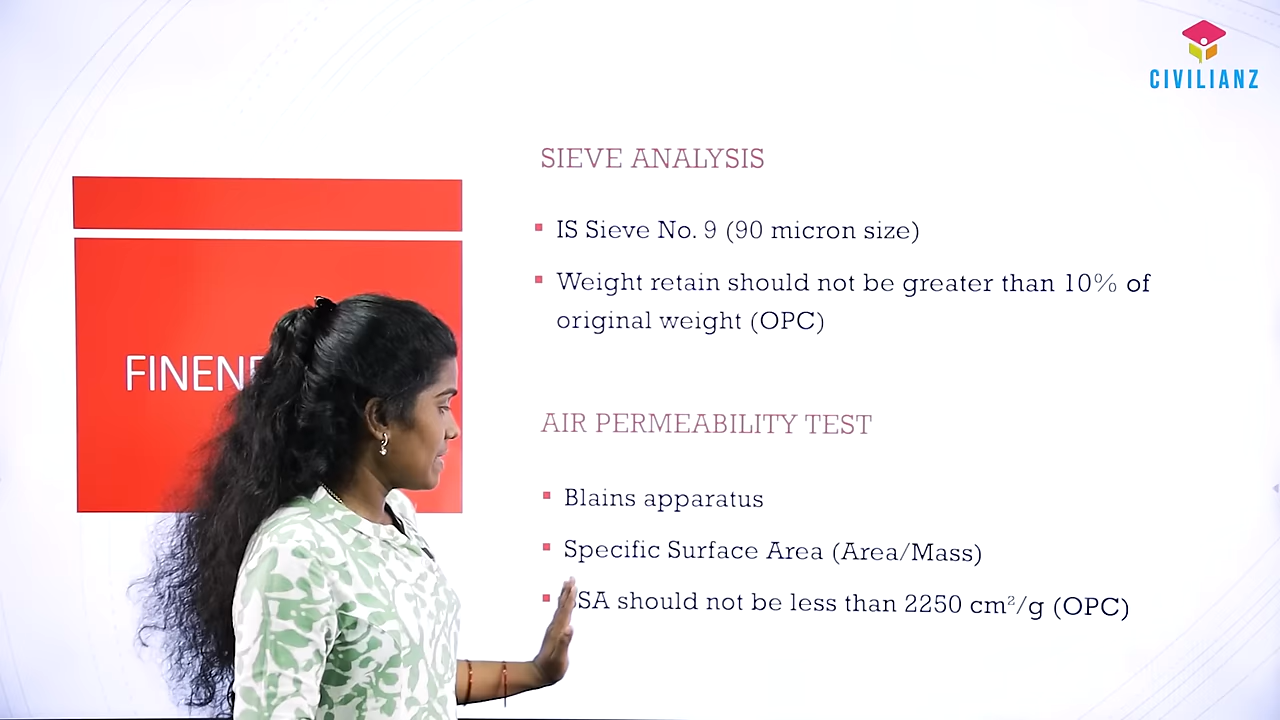 CIVILIANZ
SIEVE ANALYSIS
IS Sieve No. 9 (90 micron size)
Weight retain should not be greater than 10% of
original weight (OPC)
AIR PERMEABILITY TEST
Blains apparatus
Specific Surface Area (Area/Mass)
should not be less than 2250 cm²/g (OPC)